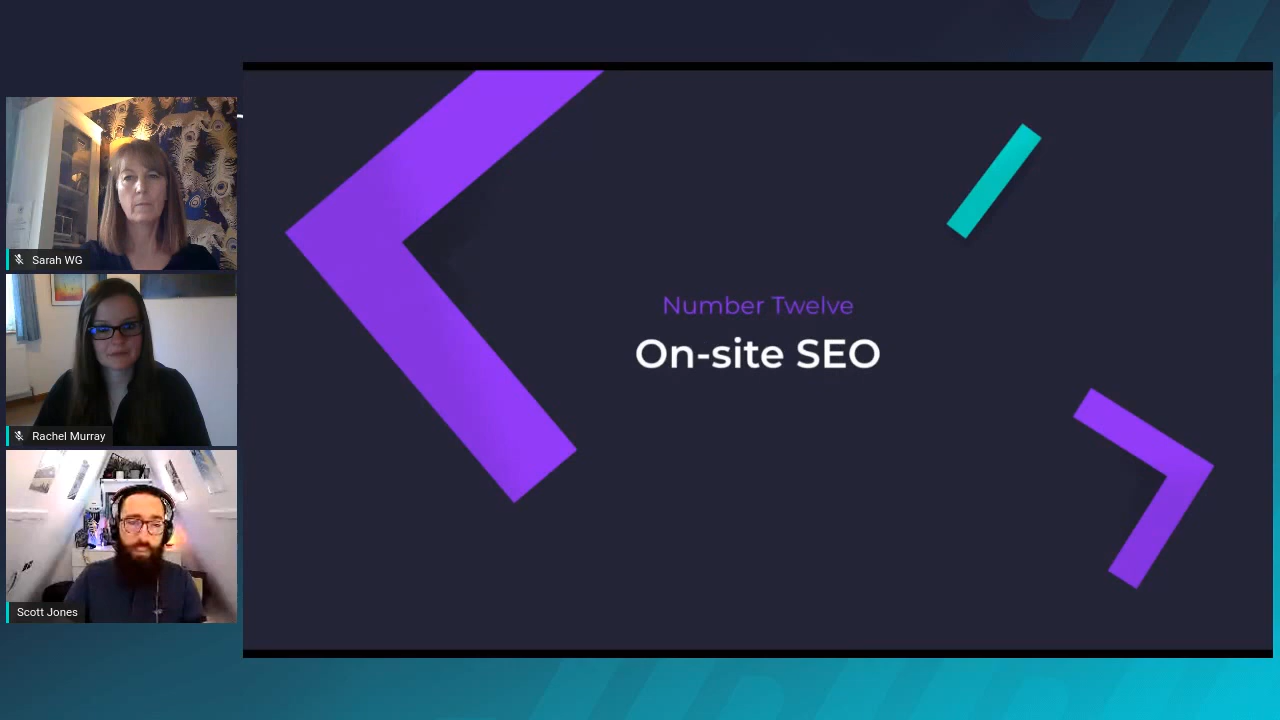 Sarah WG
Rachel Murray
Scott Jones
Number Twelve
On-site SEO